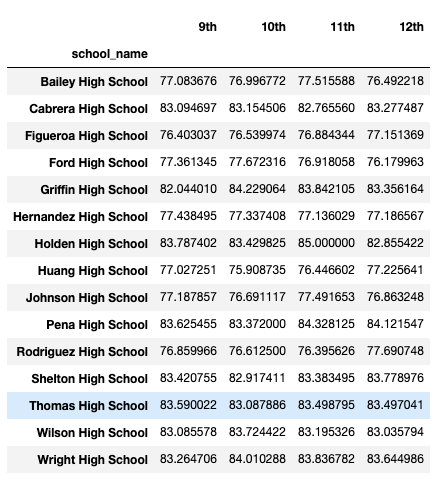 9th 10th 11th 12th
school_name
Bailey High School 77.083676 76.996772 77.515588 76.492218
Cabrera High School 83.094697 83.154506 82.765560 83.277487
Figueroa High School 76.403037 76.539974 76.884344 77.151369
Ford High School 77.361345 77.672316 76.918058 76.179963
Griffin High School 82.044010 84.229064 83.842105 83.356164
Hernandez High School 77.438495 77.337408 77.136029 77.186567
Holden High School 83.787402 83.429825 85.000000 82.855422
Huang High School 77.027251 75.908735 76.446602 77.225641
Johnson High School 77.187857 76.691117 77.491653 76.863248
Pena High School 83.625455 83.372000 84.328125 84.121547
Rodriguez High School 76.859966 76.612500 76.395626 77.690748
Shelton High School 83.420755 82.917411 83.383495 83.778976
Thomas High School 83.590022 83.087886 83.498795 83.497041
Wilson High School 83.085578 83.724422 83.195326 83.035794
Wright High School 83.264706 84.010288 83.836782 83.644986